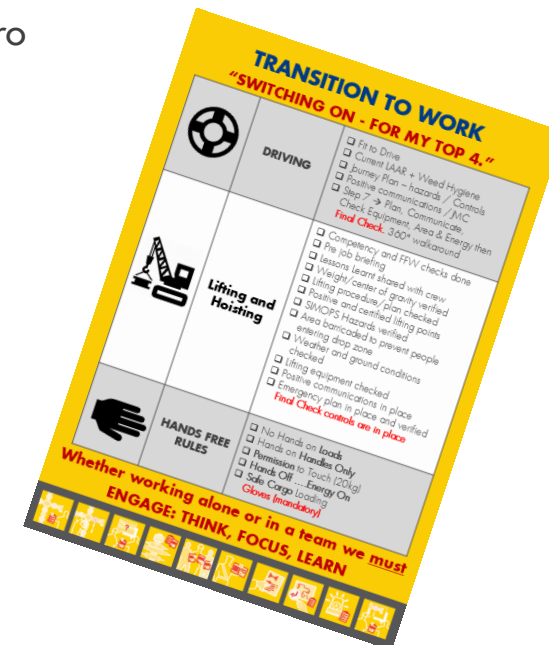 ro
TRANSITION TO WORK
"SWITCHING ON - FOR MY TOP 4."
DRIVING
❑ Fit to Drive
❑ Current LAAR + Weed Hygiene
❑ Journey Plan – hazards / Controls
❑ Positive communications / JMC
❑ Step 7 → Plan, Communicate,
Check Equipment, Area & Energy then
Final Check. 360° walkaround
Lifting and
Hoisting
❑ Competency and FFW checks done
❑ Pre job briefing
❑ Lessons Learnt shared with crew
❑ Weight/center of gravity verified
❑ Lifting procedure/plan checked
❑ Positive and certified lifting points
❑ SIMOPS Hazards verified
❑ Area barricaded to prevent people
entering drop zone
❑ Weather and ground conditions
checked
❑ Lifting equipment checked
❑ Positive communications in place
❑ Emergency plan in place and verified
Final Check controls are in place
HANDS FREE
RULES
❑ No Hands on Loads
❑ Hands on Handles Only
❑ Permission to Touch (20kg)
❑ Hands Off ....Energy On
❑ Safe Cargo Loading
Gloves (mandatory)
Whether working alone or in a team we must
ENGAGE: THINK, FOCUS, LEARN